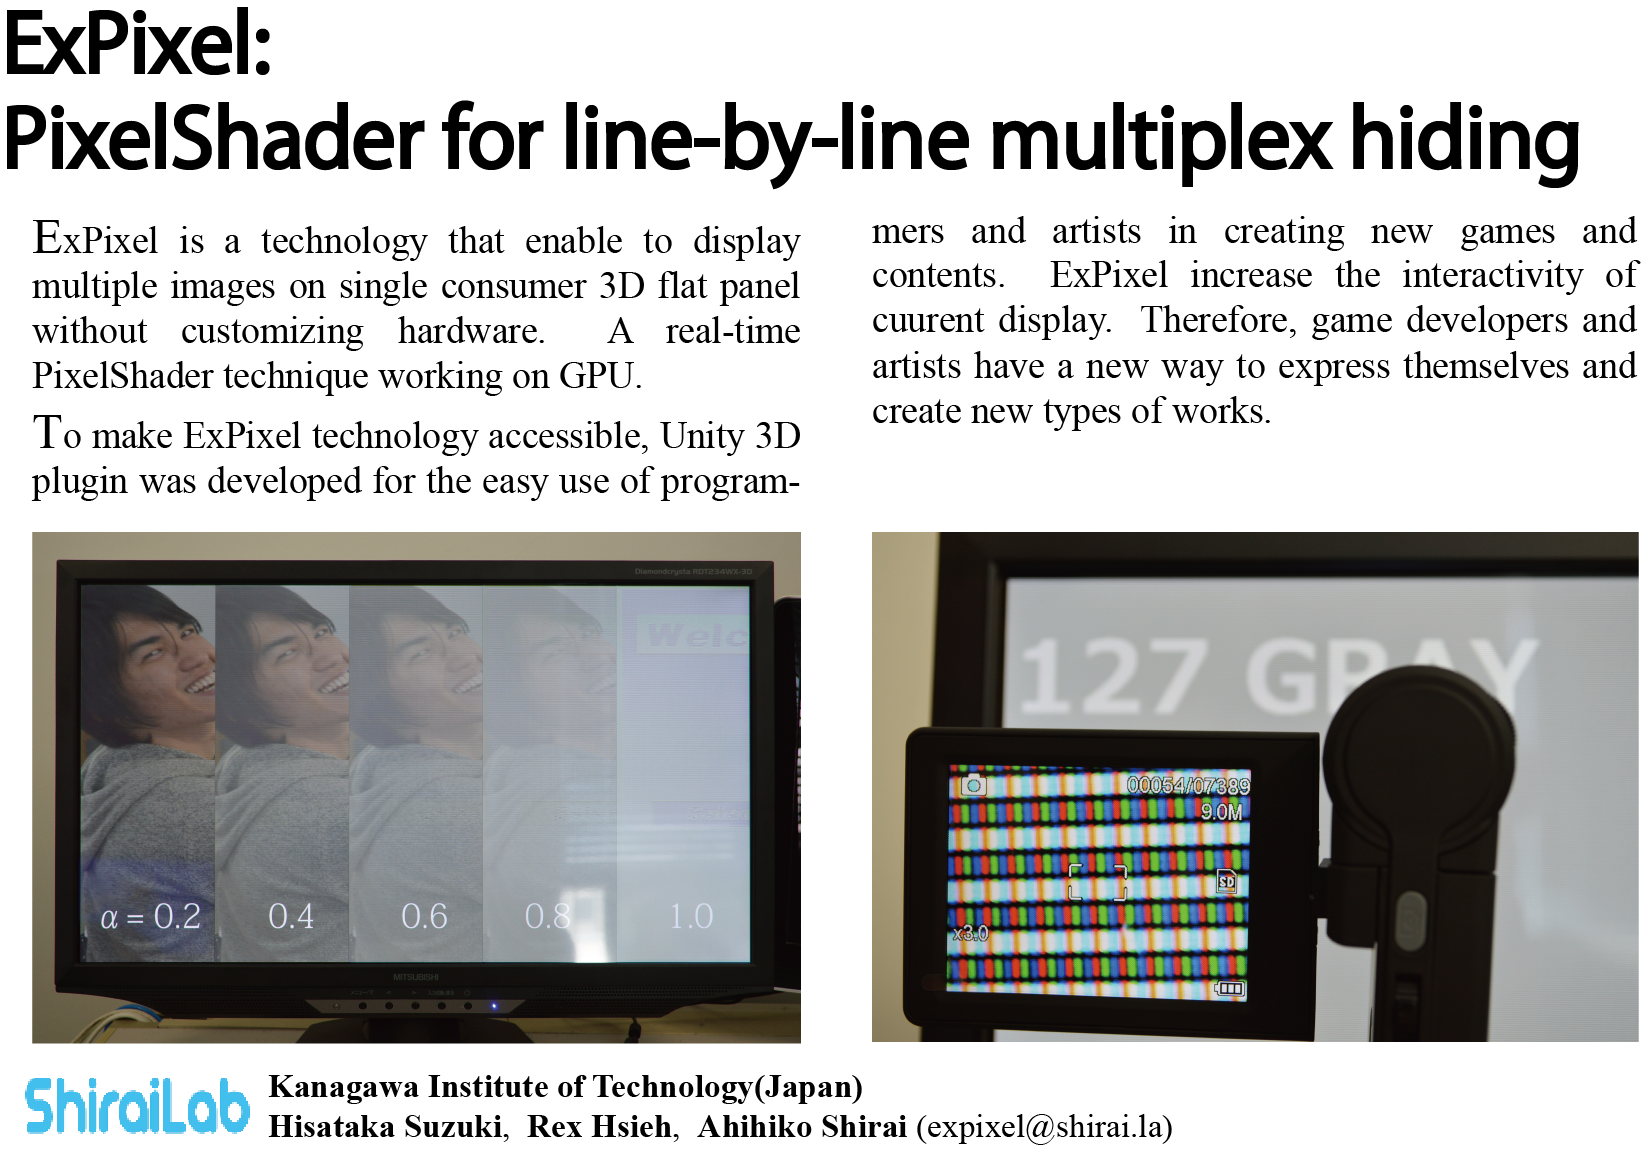 ExPixel:
PixelShader for line-by-line multiplex hiding
ExPixel is a technology that enable to display
multiple images on single consumer 3D flat panel
without customizing hardware. A real-time
PixelShader technique working on GPU.
To make ExPixel technology accessible, Unity 3D
plugin was developed for the easy use of program-
mers and artists in creating new games and
contents. ExPixel increase the interactivity of
cuurent display. Therefore, game developers and
artists have a new way to express themselves and
create new types of works.
Diamondcrysta RDT234WX-3D
Welc
α = 0.2 0.4 0.6 0.8 1.0
MITSUBISHI
127 GRAY
00054/07389
9.0M
SD
x3.0
ShiraiLab
Kanagawa Institute of Technology(Japan)
Hisataka Suzuki, Rex Hsieh, Ahihiko Shirai (expixel@shirai.la)